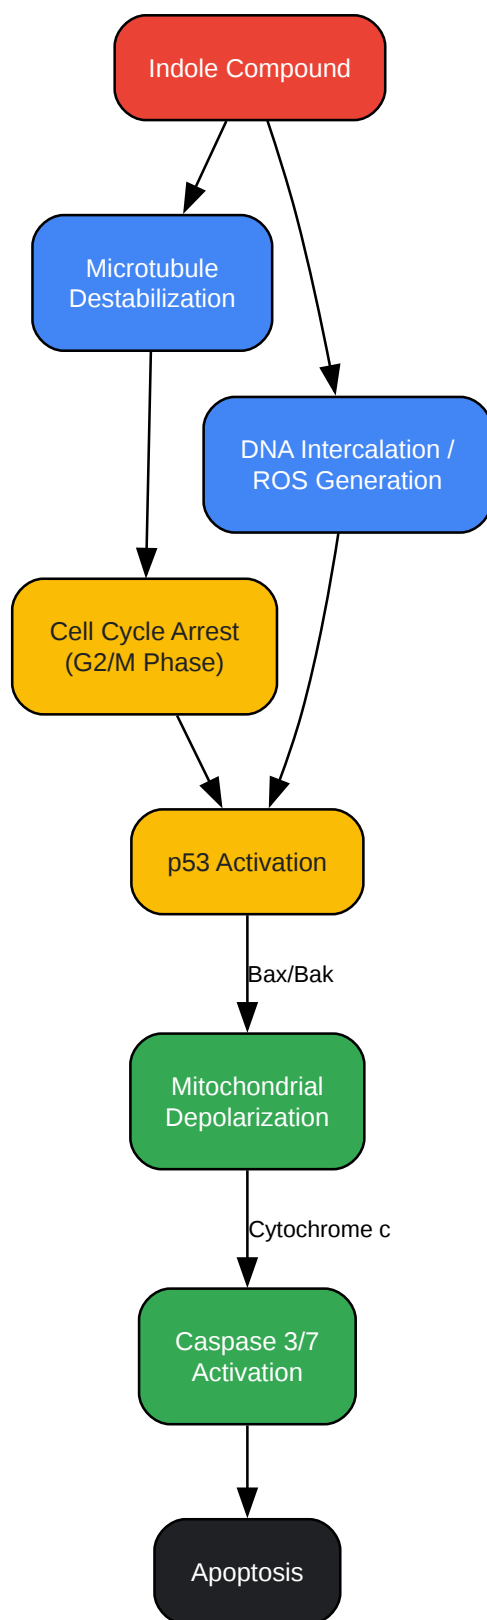 Indole Compound
Microtubule
Destabilization
DNA Intercalation /
ROS Generation
Cell Cycle Arrest
(G2/M Phase)
p53 Activation
Bax/Bak
Mitochondrial
Depolarization
Cytochrome c
Caspase 3/7
Activation
Apoptosis